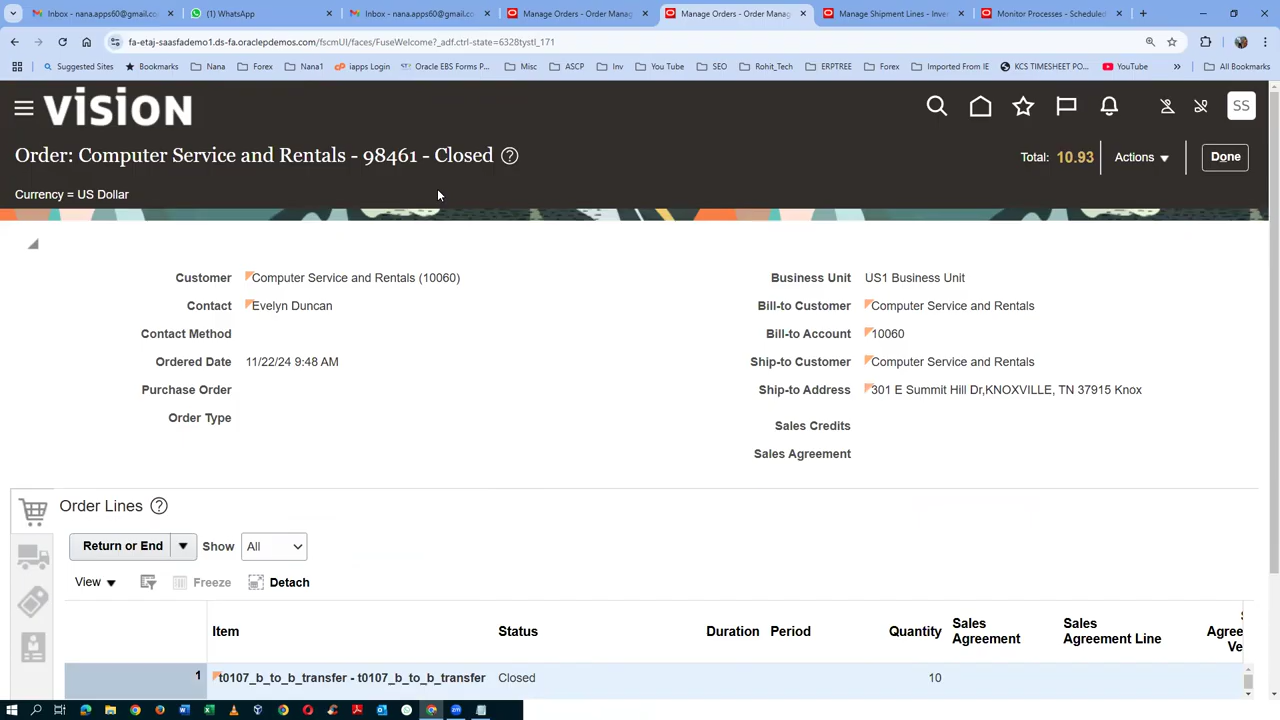 Inbox - nana.apps60@gmail.co
(1) WhatsApp
Inbox - nana.apps60@gmail.co
Manage Orders - Order Manag
Manage Orders - Order Manag
Manage Shipment Lines - Inver
Monitor Processes - Scheduled
fa-etaj-saasfademo1.ds-fa.oraclepdemos.com/fscmUI/faces/FuseWelcome?_adf.ctrl-state=6328tystl_171
Suggested Sites Bookmarks Nana Forex Nana1 iapps Login Oracle EBS Forms P... Misc ASCP Inv You Tube SEO Rohit_Tech ERPTREE Forex Imported From IE KCS TIMESHEET PO... YouTube » All Bookmarks
vision
SS
Order: Computer Service and Rentals - 98461 - Closed ?
Total: 10.93 Actions Done
Currency = US Dollar
Customer Computer Service and Rentals (10060)
Contact Evelyn Duncan
Contact Method
Ordered Date 11/22/24 9:48 AM
Purchase Order
Order Type
Business Unit US1 Business Unit
Bill-to Customer Computer Service and Rentals
Bill-to Account 10060
Ship-to Customer Computer Service and Rentals
Ship-to Address 301 E Summit Hill Dr,KNOXVILLE, TN 37915 Knox
Sales Credits
Sales Agreement
Order Lines ?
Return or End Show All
View Freeze Detach
Item Status Duration Period Quantity Sales Agreement Sales Agreement Line Agree Ve
1 t0107_b_to_b_transfer - t0107_b_to_b_transfer Closed 10